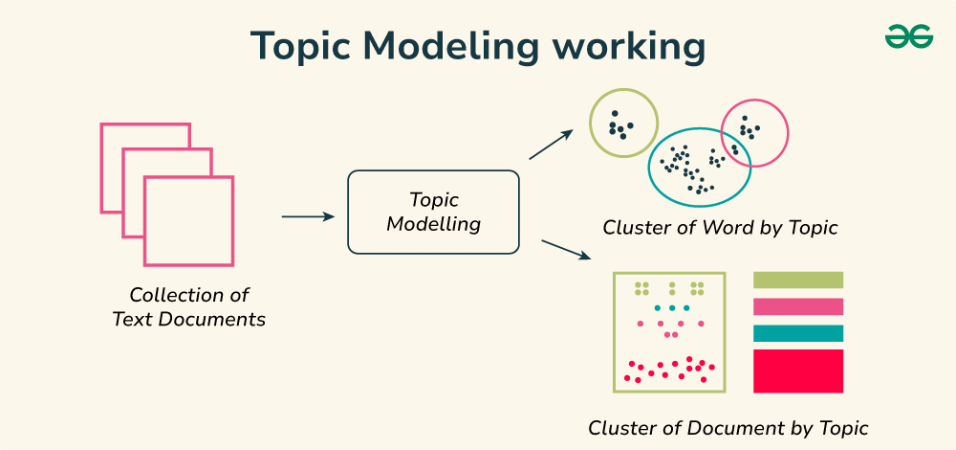 Topic Modeling working
Collection of
Text Documents
Topic
Modelling
Cluster of Word by Topic
Cluster of Document by Topic